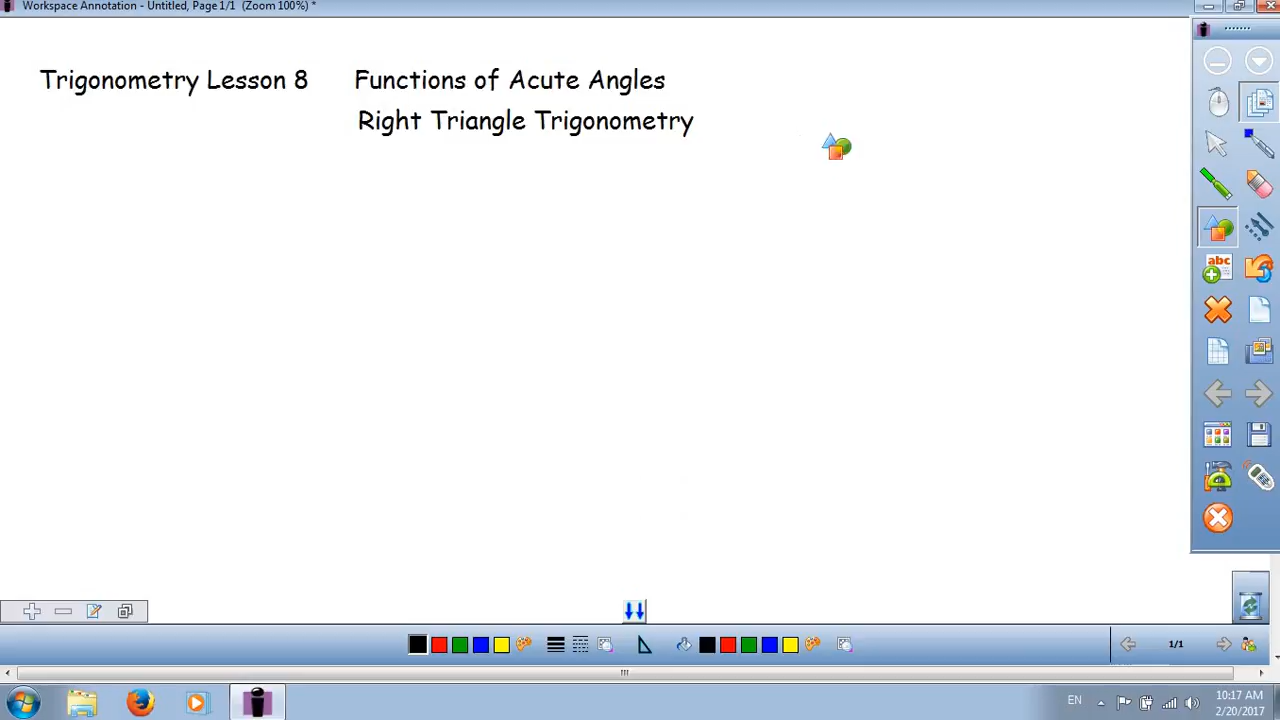 Workspace Annotation - Untitled, Page 1/1 (Zoom 100%) *
Trigonometry Lesson 8 Functions of Acute Angles
Right Triangle Trigonometry
abc
1/1
EN
10:17 AM
2/20/2017